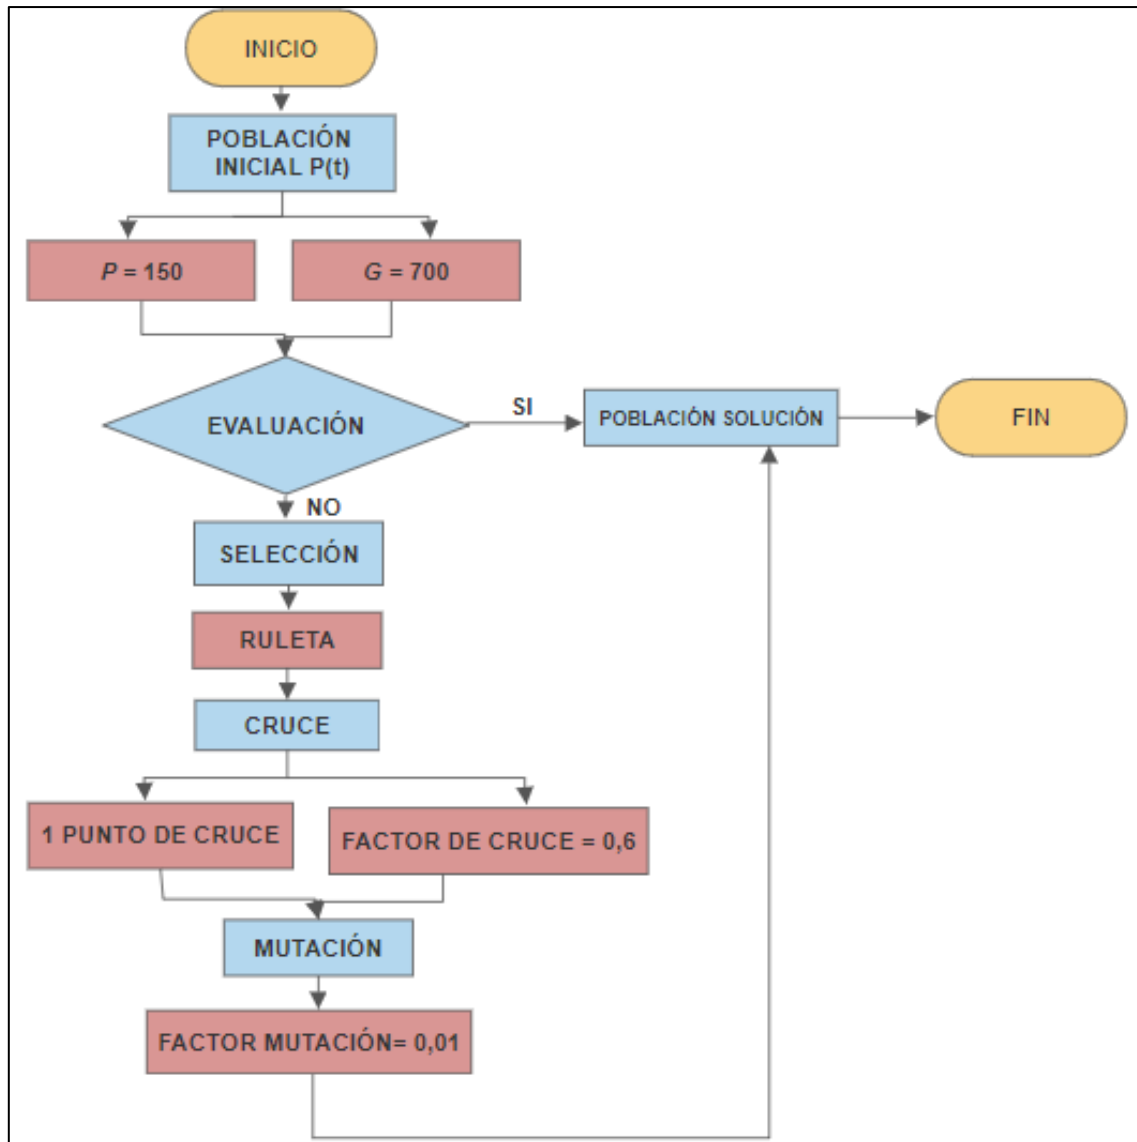 INICIO
POBLACIÓN
INICIAL P(t)
P = 150
G = 700
EVALUACIÓN
SI
POBLACIÓN SOLUCIÓN
FIN
NO
SELECCIÓN
RULETA
CRUCE
1 PUNTO DE CRUCE
FACTOR DE CRUCE = 0,6
MUTACIÓN
FACTOR MUTACIÓN= 0,01